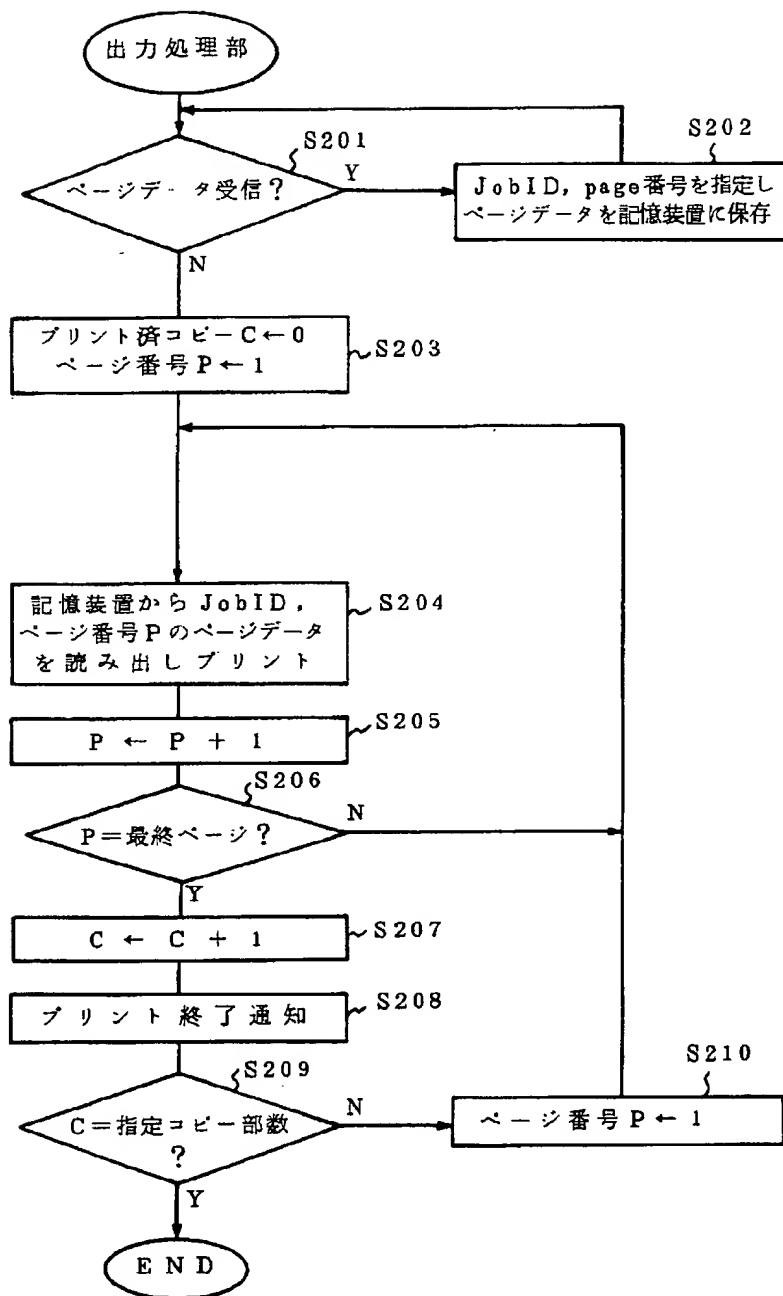 出力処理部
S201
S202
ページデータ受信?
Y
JobID,page番号を指定し
ページデータを記憶装置に保存
N
プリント済コピーC←0
ページ番号P←1
S203
記憶装置からJobID,
ページ番号Pのページデータ
を読み出しプリント
S204
S205
P ← P + 1
S206
P=最終ページ?
N
Y
C ← C + 1
S207
プリント終了通知
S208
S209
S210
C=指定コピー部数
?
N
ページ番号P←1
Y
END